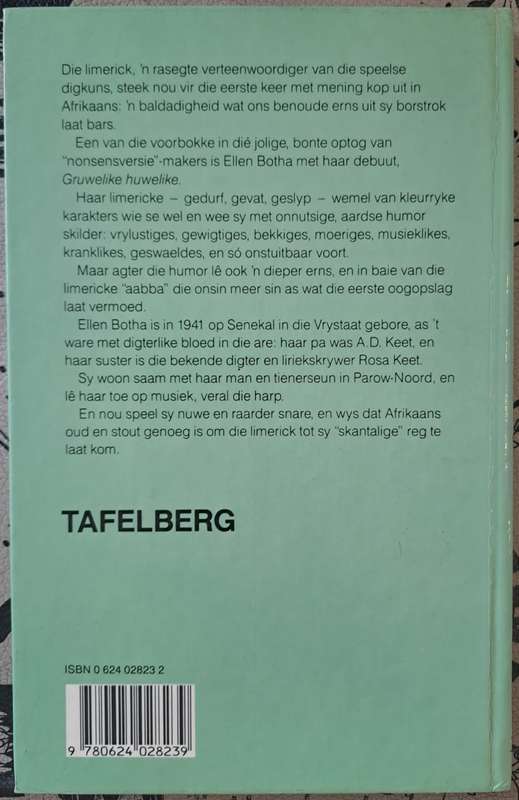 Die limerick, 'n rasegte verteenwoordiger van die speelse
digkuns, steek nou vir die eerste keer met mening kop uit in
Afrikaans: 'n baldadigheid wat ons benoude erns uit sy borstrok
laat bars.
Een van die voorbokke in dié jolige, bonte optog van
"nonsensversie"-makers is Ellen Botha met haar debuut,
Gruwelike huwelike.
Haar limericke – gedurf, gevat, geslyp – wemel van kleurryke
karakters wie se wel en wee sy met onnutsige, aardse humor
skilder: vrylustiges, gewigtiges, bekkiges, moeriges, musieklikes,
kranklikes, geswaeldes, en só onstuitbaar voort.
Maar agter die humor lê ook 'n dieper erns, en in baie van die
limericke "aabba" die onsin meer sin as wat die eerste oogopslag
laat vermoed.
Ellen Botha is in 1941 op Senekal in die Vrystaat gebore, as 't
ware met digterlike bloed in die are: haar pa was A.D. Keet, en
haar suster is die bekende digter en liriekskrywer Rosa Keet.
Sy woon saam met haar man en tienerseun in Parow-Noord, en
lê haar toe op musiek, veral die harp.
En nou speel sy nuwe en raarder snare, en wys dat Afrikaans
oud en stout genoeg is om die limerick tot sy "skantalige" reg te
laat kom.
TAFELBERG
ISBN 0 624 02823 2
9 780624 028239